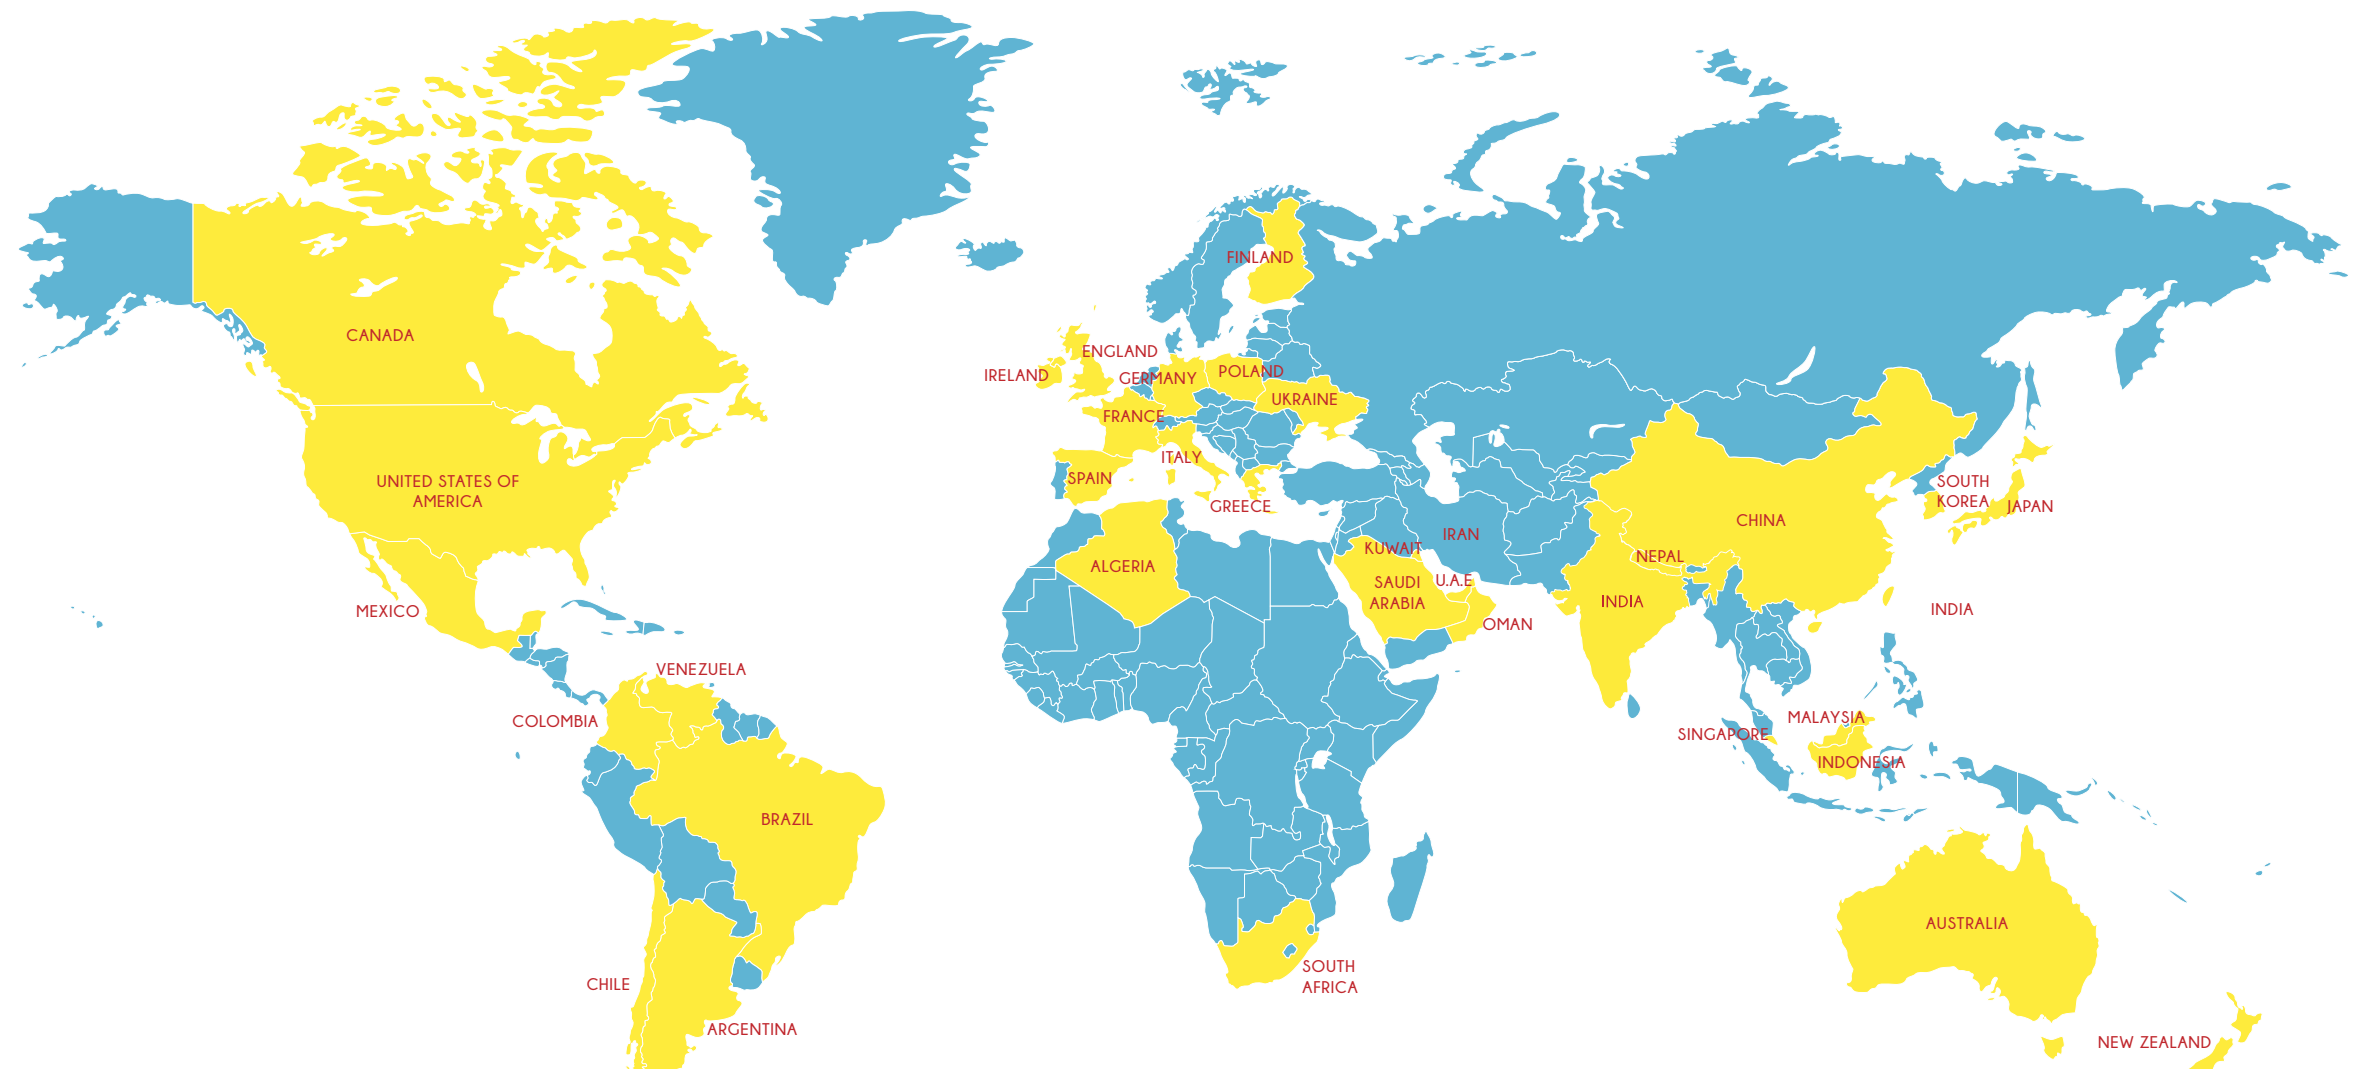 FINLAND
CANADA
ENGLAND
IRELAND
GERMANY
POLAND
UKRAINE
FRANCE
ITALY
SPAIN
GREECE
UNITED STATES OF
AMERICA
SOUTH
KOREA
JAPAN
CHINA
IRAN
KUWAIT
NEPAL
ALGERIA
SAUDI
ARABIA
U.A.E
INDIA
INDIA
MEXICO
OMAN
VENEZUELA
COLOMBIA
MALAYSIA
SINGAPORE
INDONESIA
BRAZIL
AUSTRALIA
SOUTH
AFRICA
CHILE
ARGENTINA
NEW ZEALAND